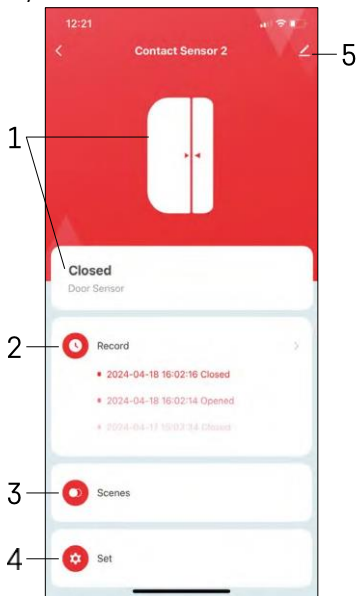 12:21
Contact Sensor 2
5
1
Closed
Door Sensor
2
Record
2024-04-18 16:02:16 Closed
2024-04-18 16:02:14 Opened
3
Scenes
4
Set